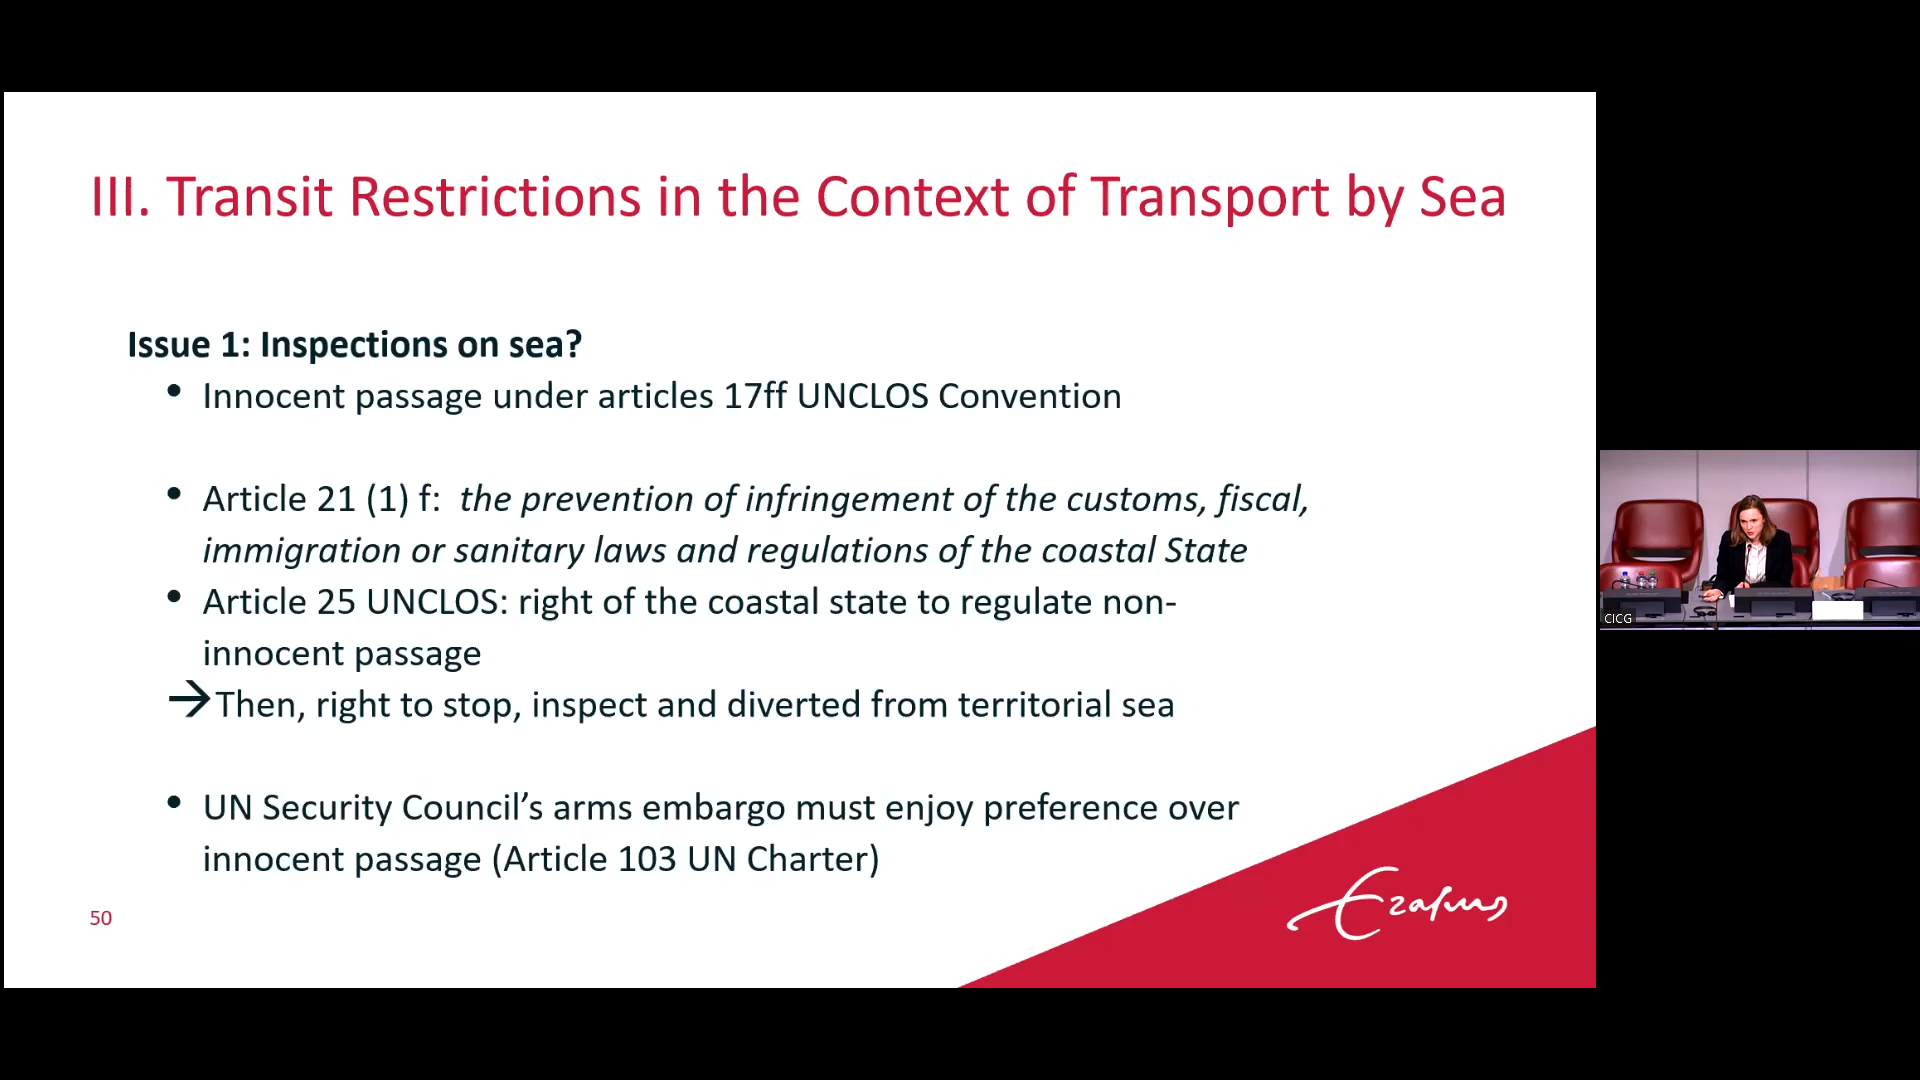 III. Transit Restrictions in the Context of Transport by Sea
Issue 1: Inspections on sea?
• Innocent passage under articles 17ff UNCLOS Convention
• Article 21 (1) f: the prevention of infringement of the customs, fiscal,
immigration or sanitary laws and regulations of the coastal State
• Article 25 UNCLOS: right of the coastal state to regulate non-
innocent passage
→Then, right to stop, inspect and diverted from territorial sea
• UN Security Council’s arms embargo must enjoy preference over
innocent passage (Article 103 UN Charter)
50
Erasmus
CICG